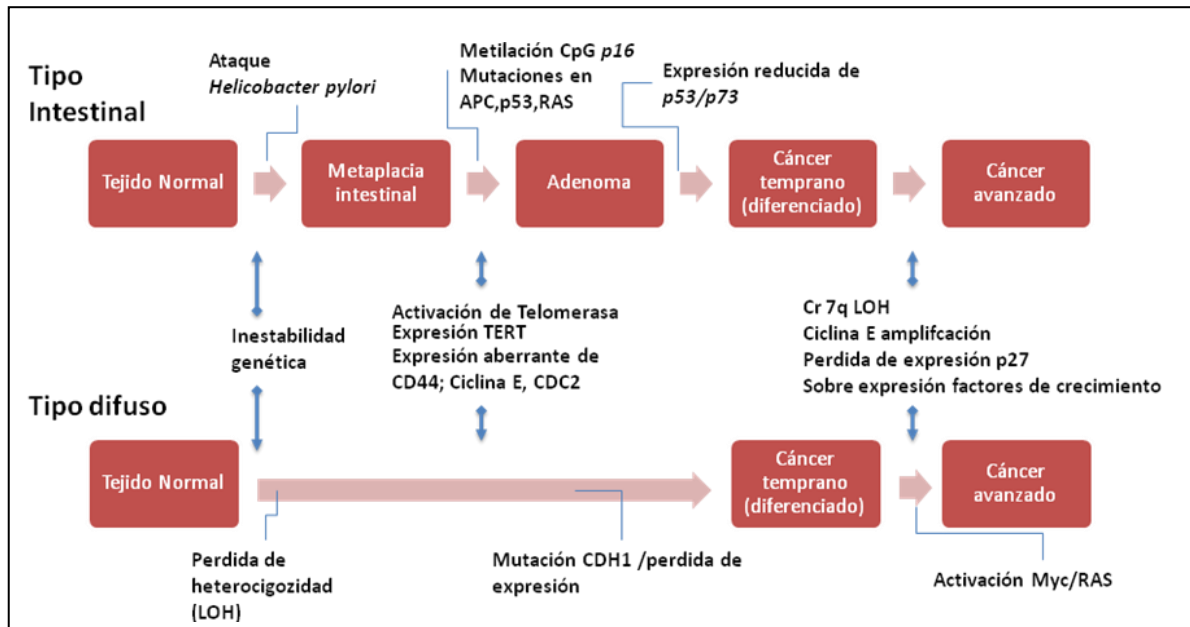 Tipo
Intestinal
Ataque
Helicobacter pylori
Metilación CpG p16
Mutaciones en
APC,p53,RAS
Expresión reducida de
p53/p73
Tejido Normal
Metaplacia
intestinal
Adenoma
Cáncer
temprano
(diferenciado)
Cáncer
avanzado
Inestabilidad
genética
Activación de Telomerasa
Expresión TERT
Expresión aberrante de
CD44; Ciclina E, CDC2
Cr 7q LOH
Ciclina E amplifcación
Perdida de expresión p27
Sobre expresión factores de crecimiento
Tipo difuso
Tejido Normal
Cáncer
temprano
(diferenciado)
Cáncer
avanzado
Perdida de
heterocigozidad
(LOH)
Mutación CDH1 /perdida de
expresión
Activación Myc/RAS